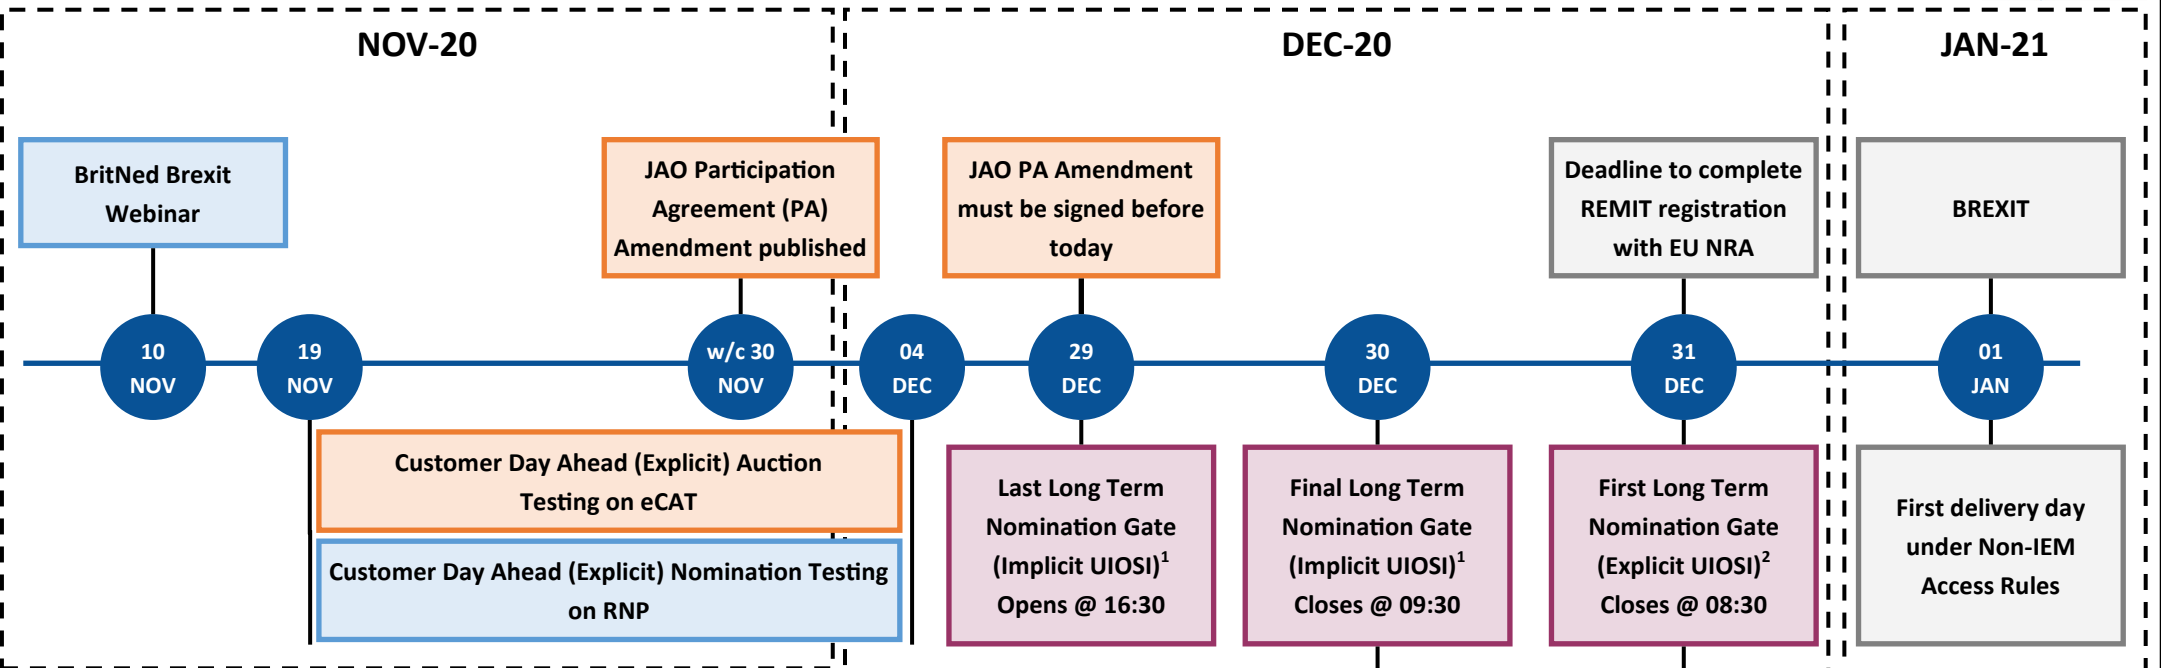 NOV-20
DEC-20
JAN-21
BritNed Brexit
Webinar
JAO Participation
Agreement (PA)
Amendment published
JAO PA Amendment
must be signed before
today
Deadline to complete
REMIT registration
with EU NRA
BREXIT
10
NOV
19
NOV
w/c 30
NOV
04
DEC
29
DEC
30
DEC
31
DEC
01
JAN
Customer Day Ahead (Explicit) Auction
Testing on eCAT
Customer Day Ahead (Explicit) Nomination Testing
on RNP
Last Long Term
Nomination Gate
(Implicit UIOSI)¹
Opens @ 16:30
Final Long Term
Nomination Gate
(Implicit UIOSI)¹
Closes @ 09:30
First Long Term
Nomination Gate
(Explicit UIOSI)²
Closes @ 08:30
First delivery day
under Non-IEM
Access Rules